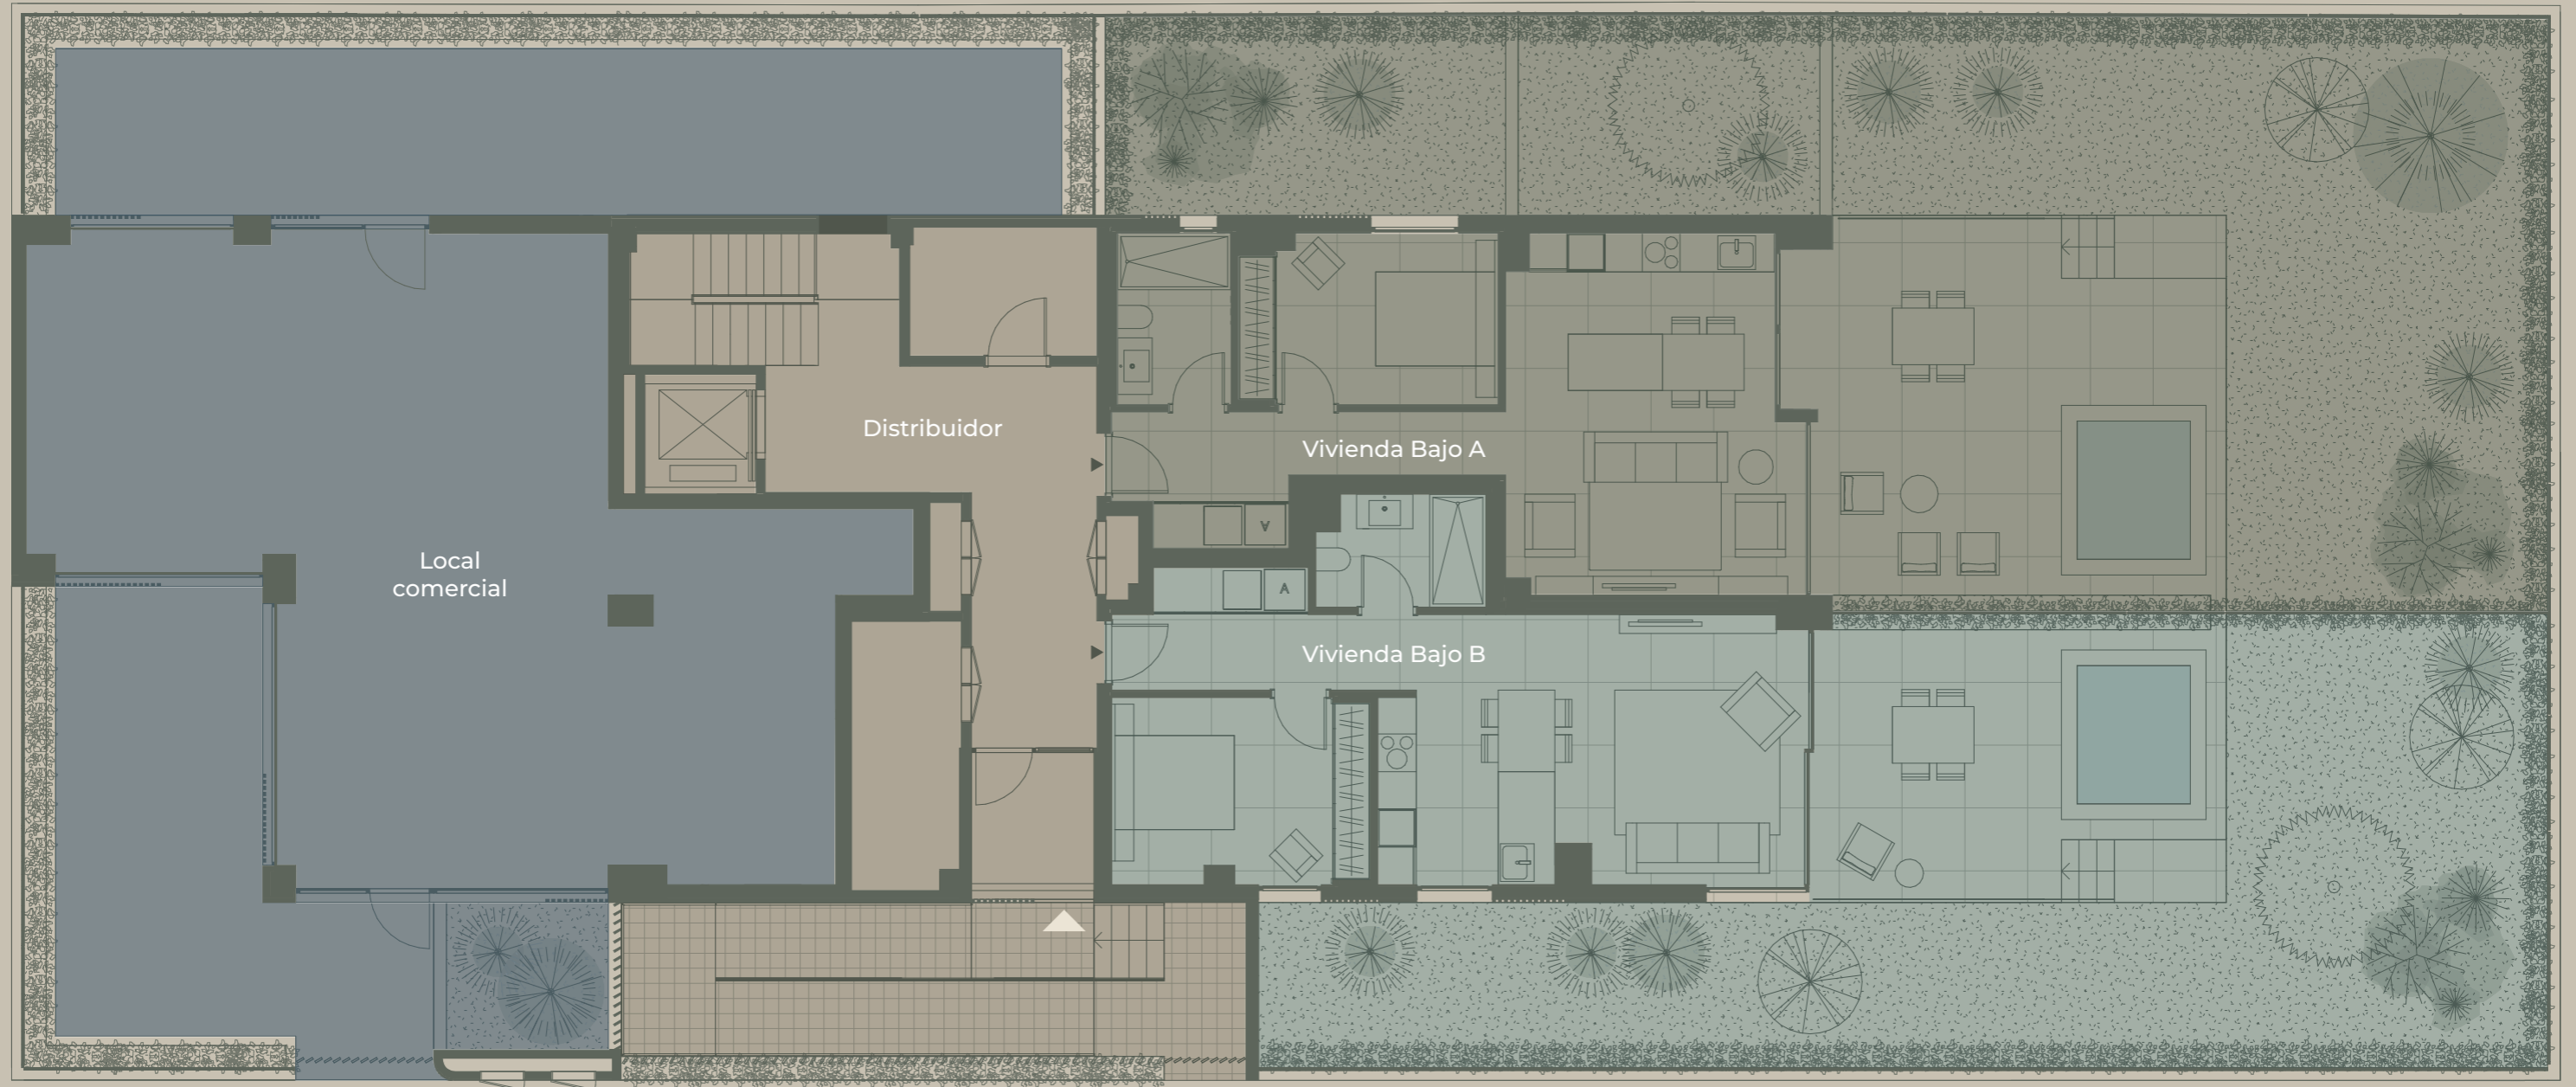 Distribuidor
Vivienda Bajo A
A
Local
comercial
A
Vivienda Bajo B